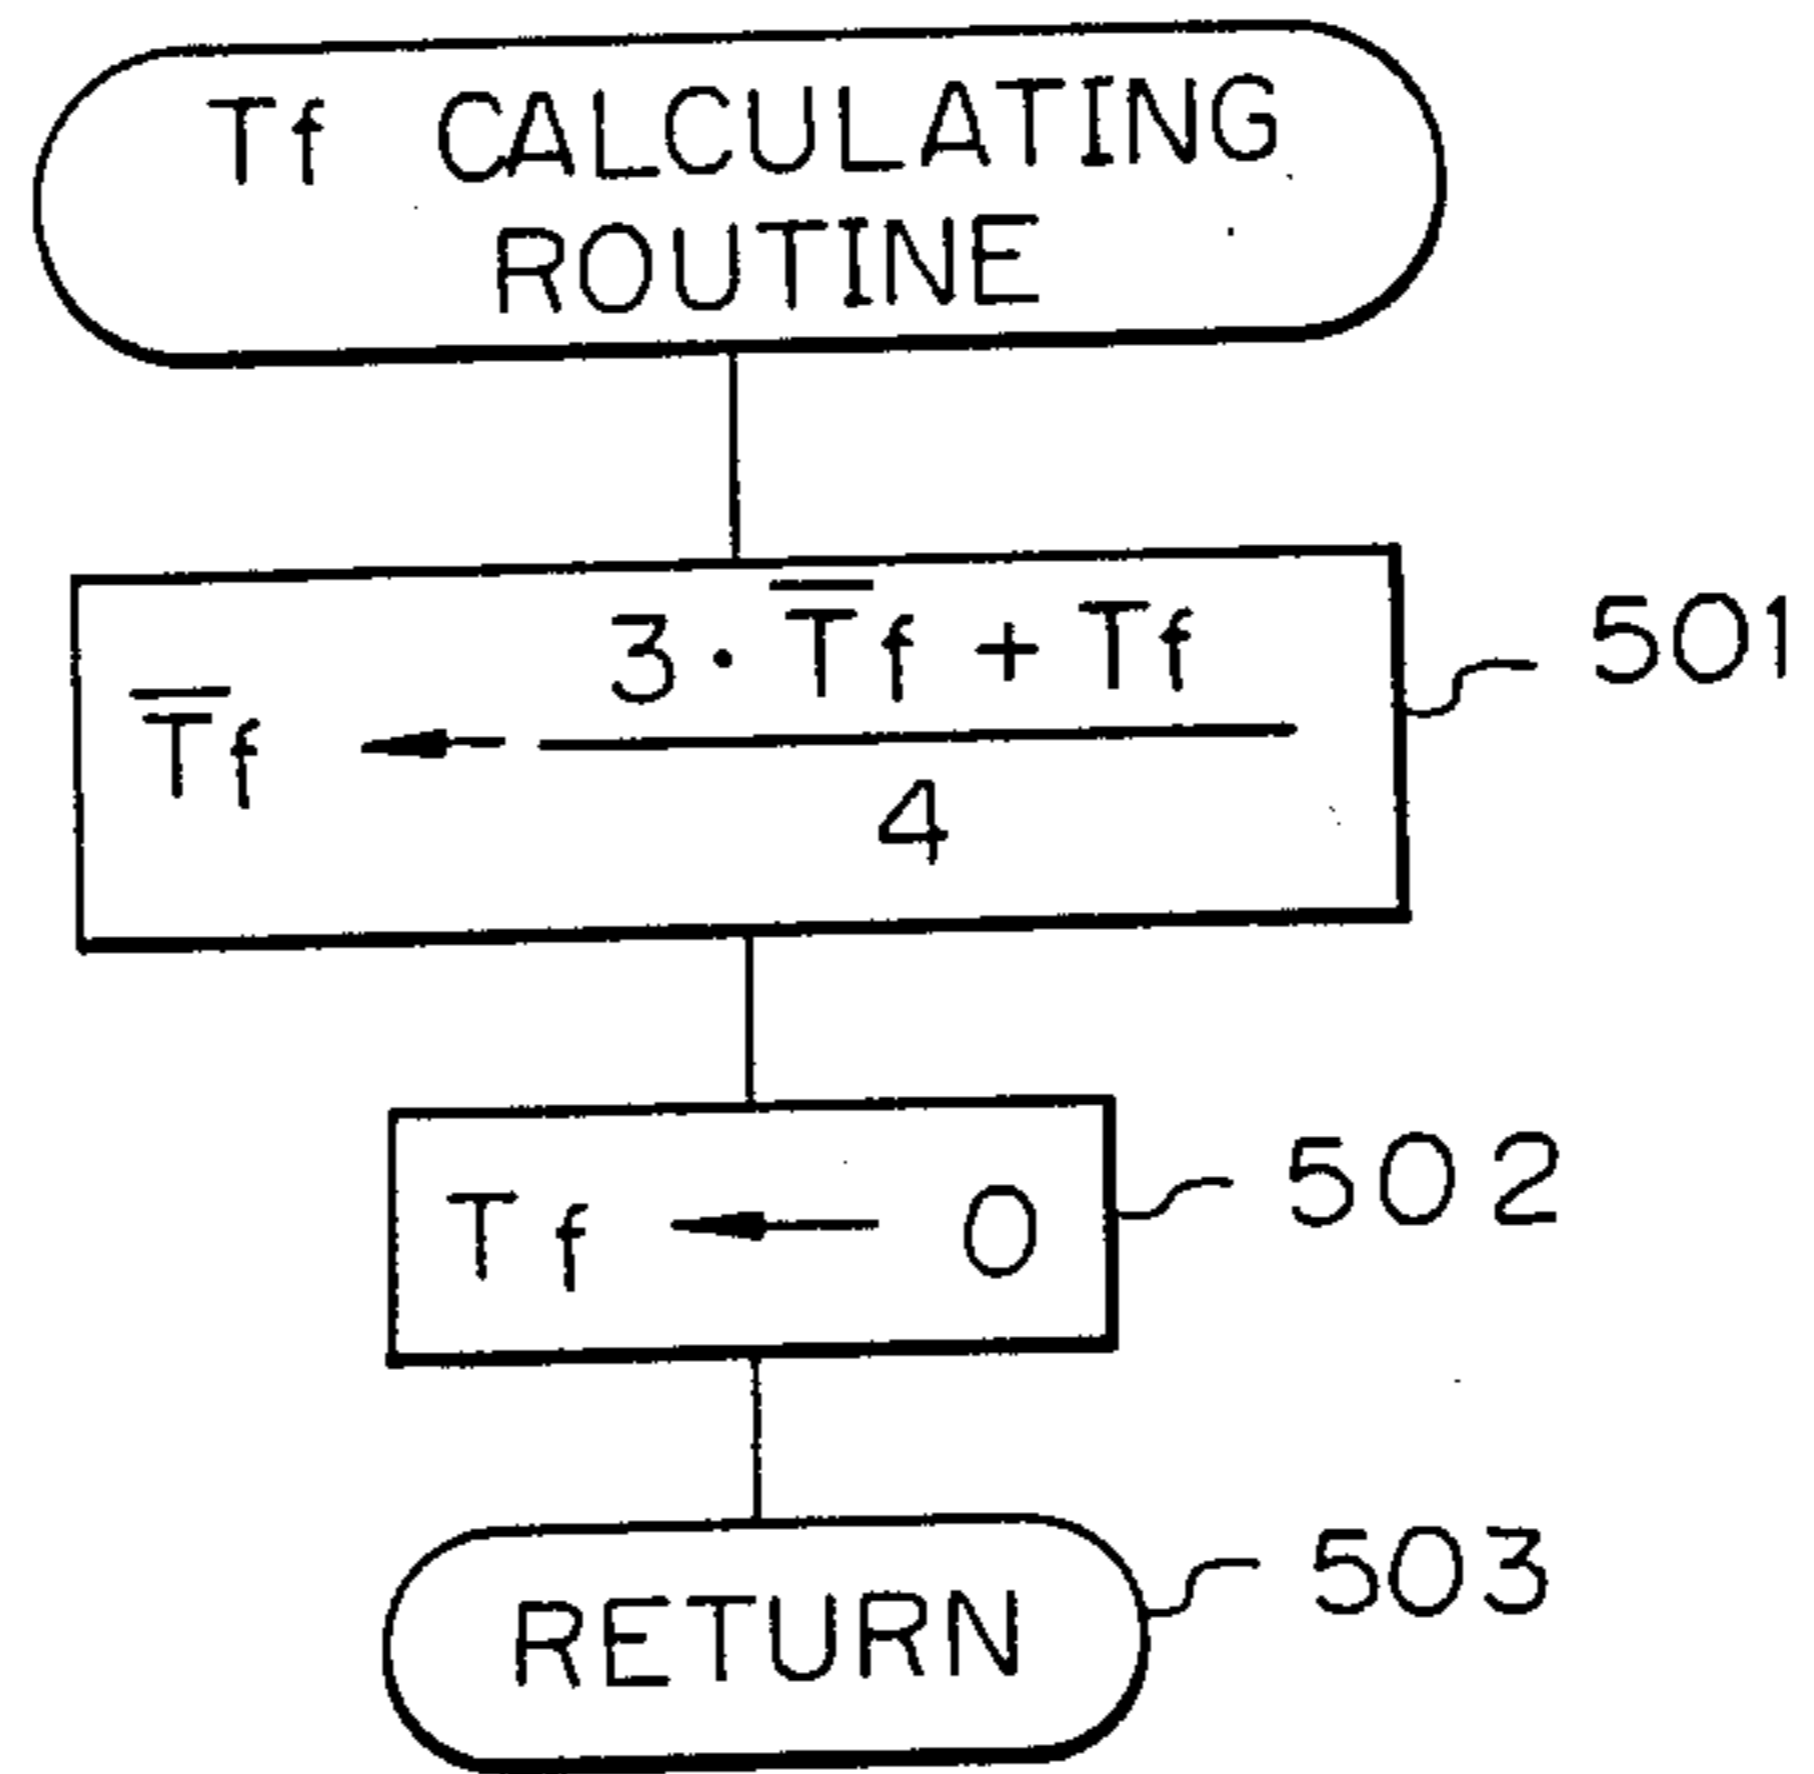 Tf CALCULATING
ROUTINE
T̅f̅ ← (3 · T̅f̅ + Tf) / 4
501
Tf ← 0
502
RETURN
503